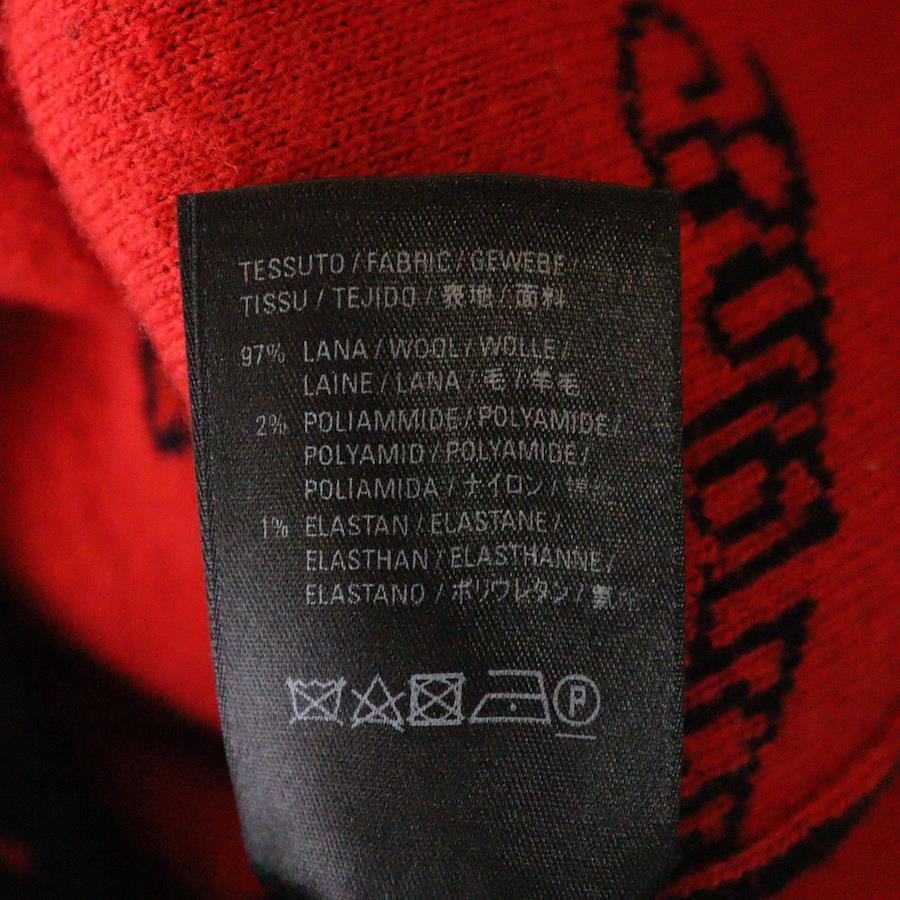 TESSUTO / FABRIC / GEWEBE /
TISSU / TEJIDO / 表地 / 面料
97% LANA / WOOL / WOLLE /
LAINE / LANA / 毛 / 羊毛
2% POLIAMMIDE / POLYAMIDE /
POLYAMID / POLYAMIDE /
POLIAMIDA / ナイロン /
1% ELASTAN / ELASTANE /
ELASTHAN / ELASTHANNE /
ELASTANO / ポリウレタン /
P